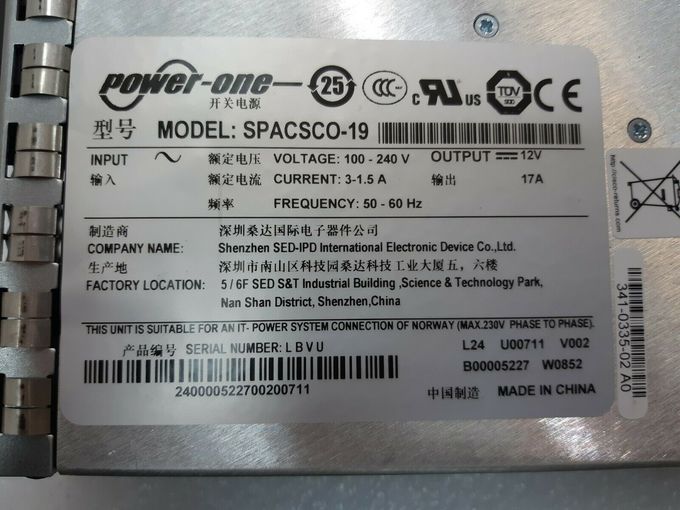 power-one
开关电源
25
CCC
c RU us
TÜV
CE
型号 MODEL: SPACSCO-19
INPUT ~ 额定电压 VOLTAGE: 100 - 240 V OUTPUT 12V
输入 额定电流 CURRENT: 3-1.5 A 输出 17A
频率 FREQUENCY: 50 - 60 Hz
制造商 深圳桑达国际电子器件公司
COMPANY NAME: Shenzhen SED-IPD International Electronic Device Co.,Ltd.
生产地 深圳市南山区科技园桑达科技工业大厦五，六楼
FACTORY LOCATION: 5 / 6F SED S&T Industrial Building ,Science & Technology Park,
Nan Shan District, Shenzhen,China
THIS UNIT IS SUITABLE FOR AN IT- POWER SYSTEM CONNECTION OF NORWAY (MAX.230V PHASE TO PHASE).
产品编号 SERIAL NUMBER: L B V U L24 U00711 V002
B00005227 W0852
240000522700200711 中国制造 MADE IN CHINA
http://cisco-returns.com
341-0335-02 A0